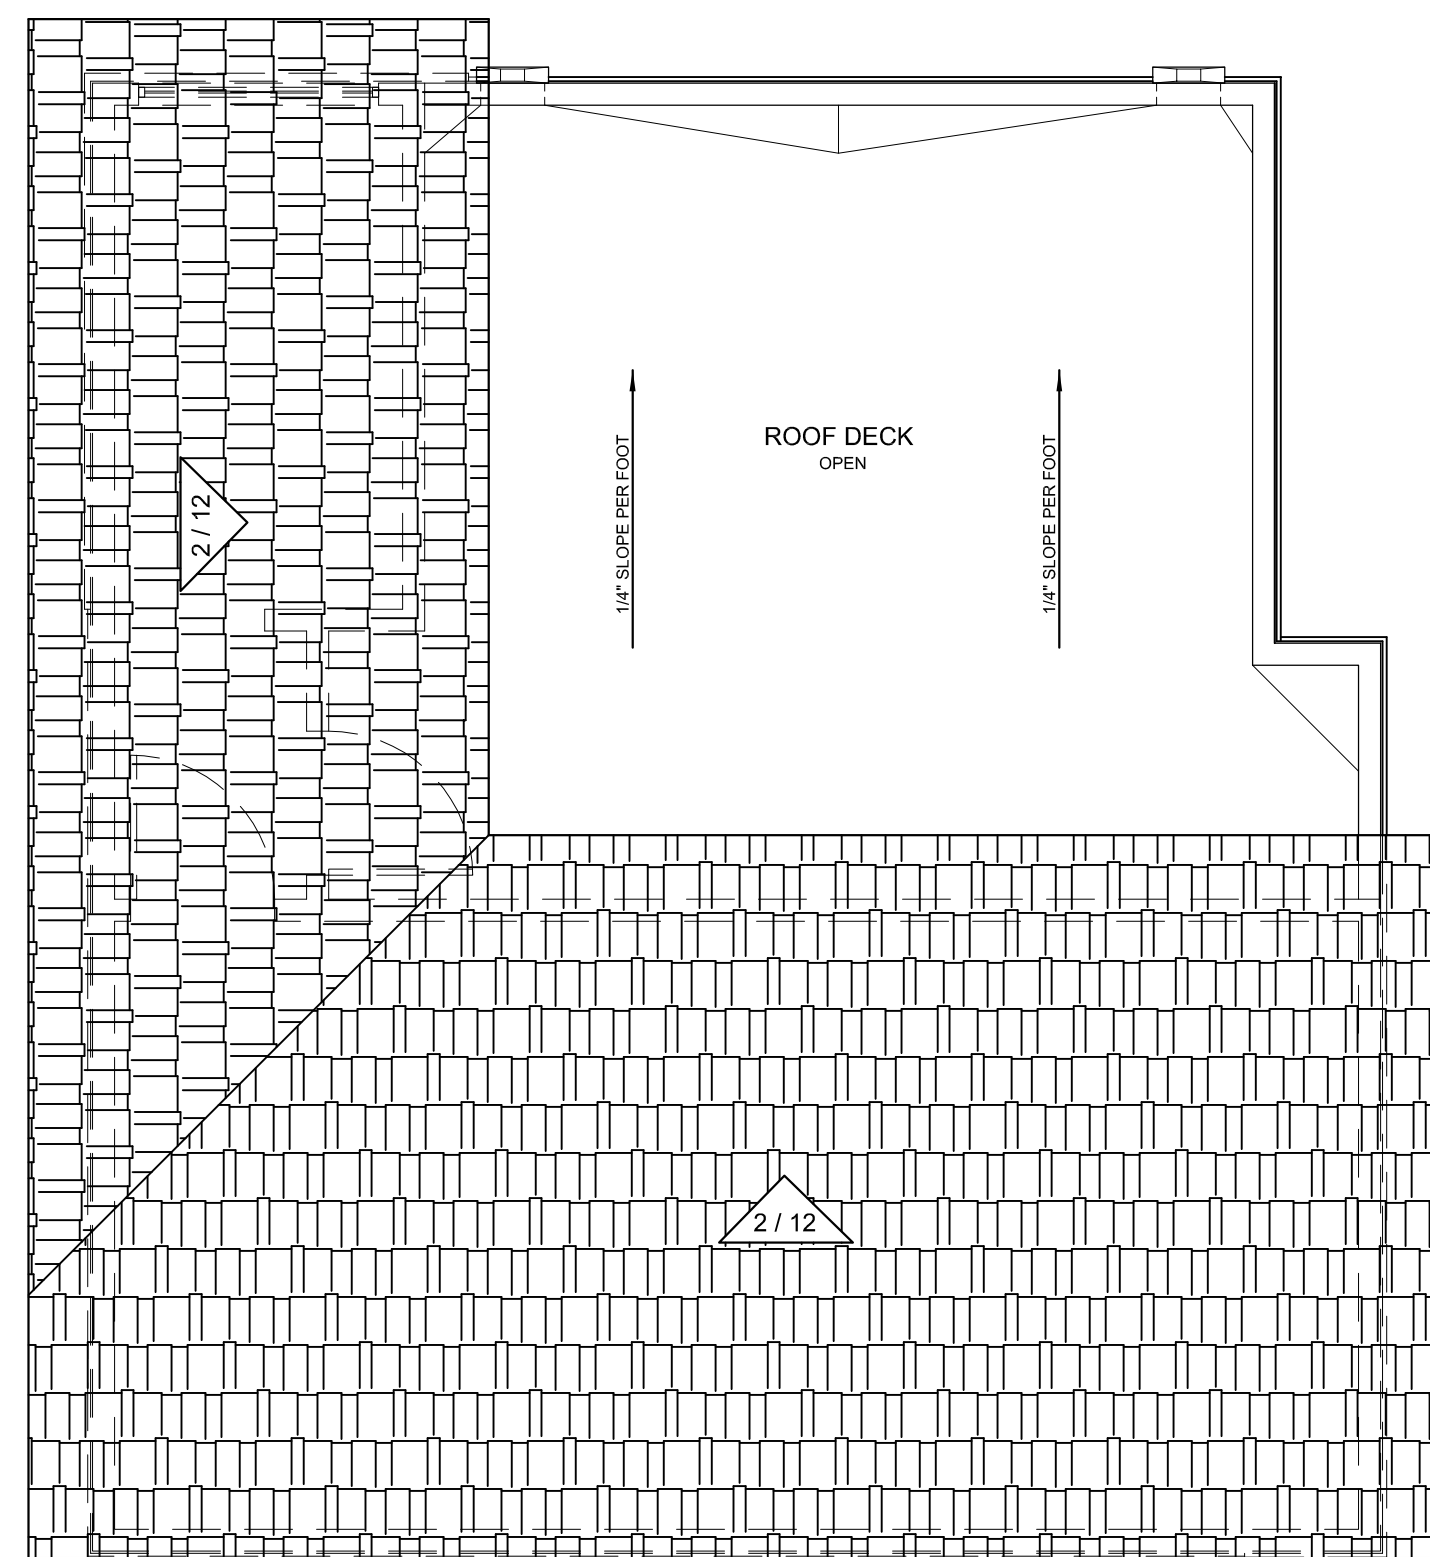 ROOF DECK
OPEN
1/4" SLOPE PER FOOT
1/4" SLOPE PER FOOT
2 / 12
2 / 12